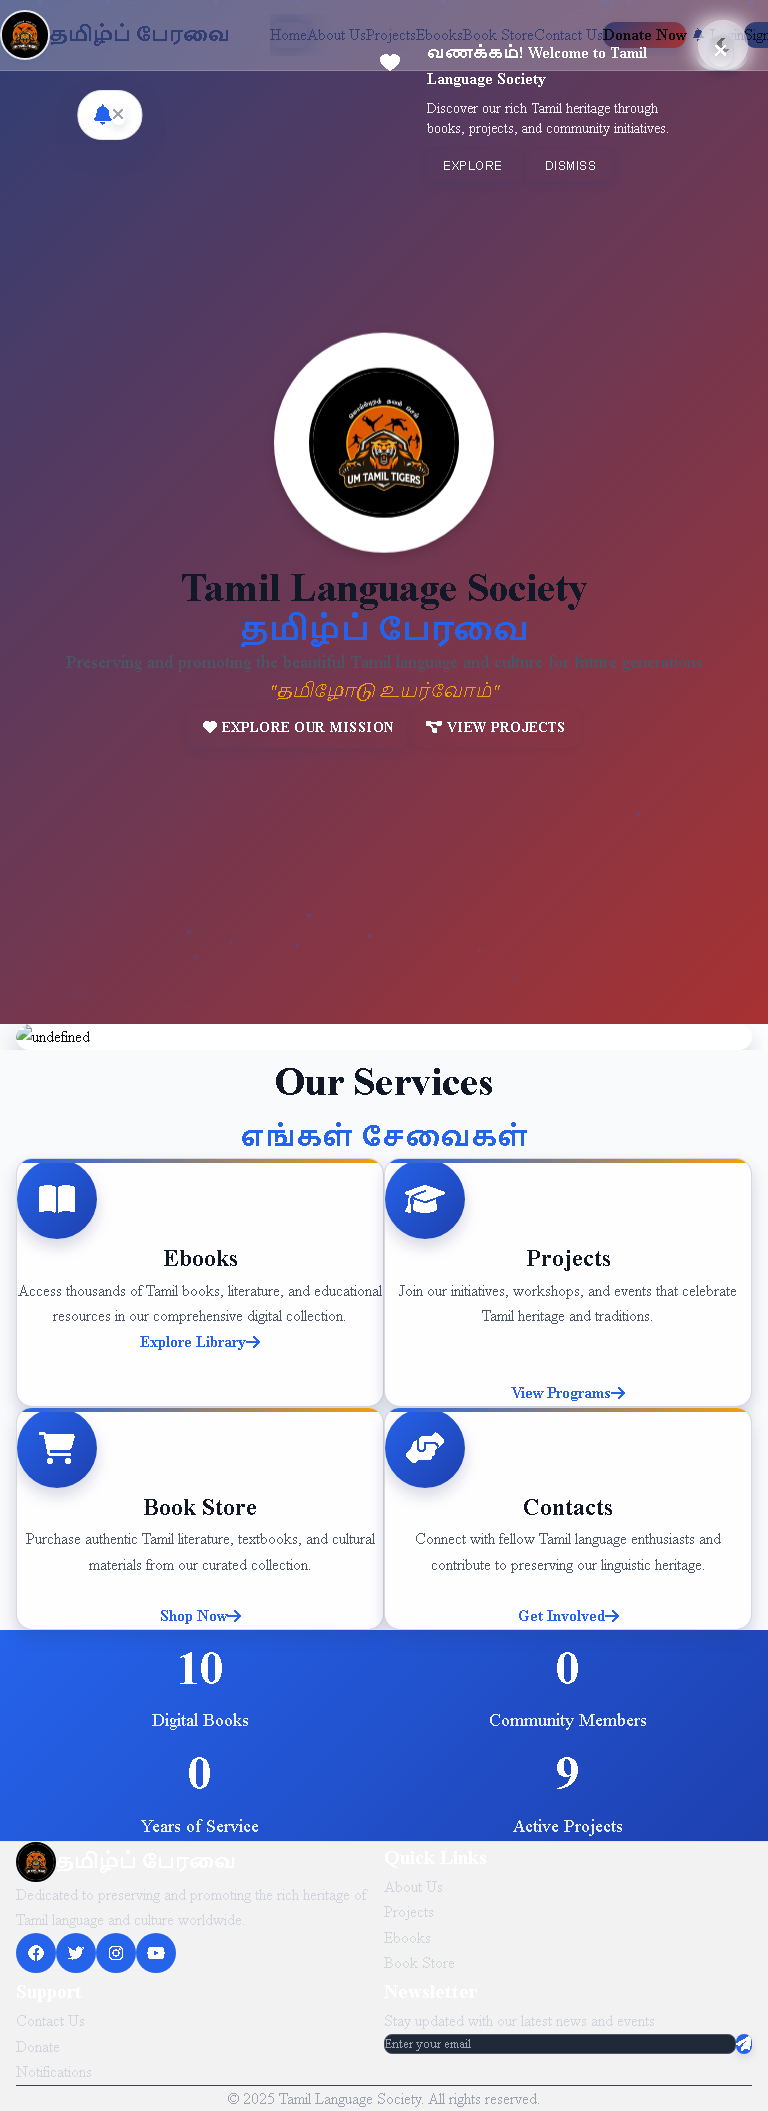 தமிழ்ப் பேரவை
Home About Us Projects Ebooks Book Store Contact Us Donate Now Login Sign
வணக்கம்! Welcome to Tamil
Language Society
Discover our rich Tamil heritage through
books, projects, and community initiatives.
EXPLORE DISMISS
UM TAMIL TIGERS
Tamil Language Society
தமிழ்ப் பேரவை
Preserving and promoting the beautiful Tamil language and culture for future generations
"தமிழோடு உயர்வோம்"
EXPLORE OUR MISSION VIEW PROJECTS
undefined
Our Services
எங்கள் சேவைகள்
Ebooks
Access thousands of Tamil books, literature, and educational
resources in our comprehensive digital collection.
Explore Library
Projects
Join our initiatives, workshops, and events that celebrate
Tamil heritage and traditions.
View Programs
Book Store
Purchase authentic Tamil literature, textbooks, and cultural
materials from our curated collection.
Shop Now
Contacts
Connect with fellow Tamil language enthusiasts and
contribute to preserving our linguistic heritage.
Get Involved
10
Digital Books
0
Community Members
0
Years of Service
9
Active Projects
தமிழ்ப் பேரவை
Dedicated to preserving and promoting the rich heritage of
Tamil language and culture worldwide.
Quick Links
About Us
Projects
Ebooks
Book Store
Support
Contact Us
Donate
Notifications
Newsletter
Stay updated with our latest news and events
Enter your email
© 2025 Tamil Language Society. All rights reserved.